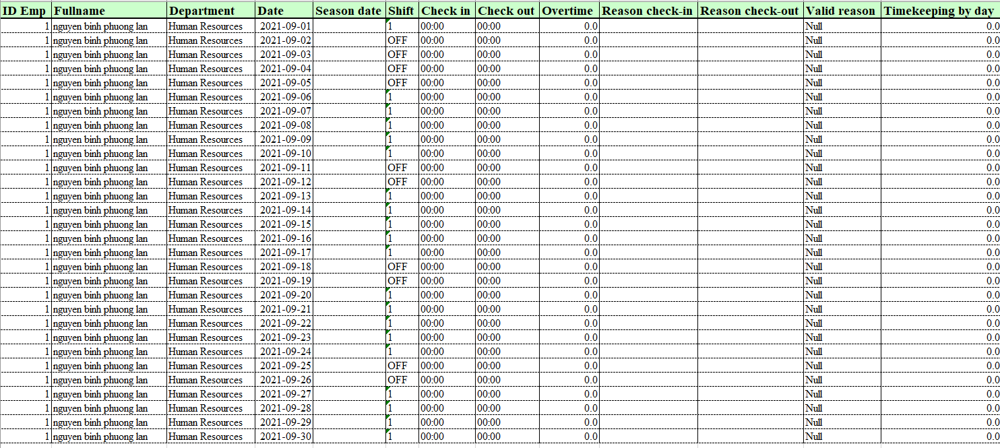 ID Emp Fullname Department Date Season date Shift Check in Check out Overtime Reason check-in Reason check-out Valid reason Timekeeping by day
1 nguyen binh phuong lan Human Resources 2021-09-01 1 00:00 00:00 0.0 Null 0.0
1 nguyen binh phuong lan Human Resources 2021-09-02 OFF 00:00 00:00 0.0 Null 0.0
1 nguyen binh phuong lan Human Resources 2021-09-03 OFF 00:00 00:00 0.0 Null 0.0
1 nguyen binh phuong lan Human Resources 2021-09-04 OFF 00:00 00:00 0.0 Null 0.0
1 nguyen binh phuong lan Human Resources 2021-09-05 OFF 00:00 00:00 0.0 Null 0.0
1 nguyen binh phuong lan Human Resources 2021-09-06 1 00:00 00:00 0.0 Null 0.0
1 nguyen binh phuong lan Human Resources 2021-09-07 1 00:00 00:00 0.0 Null 0.0
1 nguyen binh phuong lan Human Resources 2021-09-08 1 00:00 00:00 0.0 Null 0.0
1 nguyen binh phuong lan Human Resources 2021-09-09 1 00:00 00:00 0.0 Null 0.0
1 nguyen binh phuong lan Human Resources 2021-09-10 1 00:00 00:00 0.0 Null 0.0
1 nguyen binh phuong lan Human Resources 2021-09-11 OFF 00:00 00:00 0.0 Null 0.0
1 nguyen binh phuong lan Human Resources 2021-09-12 OFF 00:00 00:00 0.0 Null 0.0
1 nguyen binh phuong lan Human Resources 2021-09-13 1 00:00 00:00 0.0 Null 0.0
1 nguyen binh phuong lan Human Resources 2021-09-14 1 00:00 00:00 0.0 Null 0.0
1 nguyen binh phuong lan Human Resources 2021-09-15 1 00:00 00:00 0.0 Null 0.0
1 nguyen binh phuong lan Human Resources 2021-09-16 1 00:00 00:00 0.0 Null 0.0
1 nguyen binh phuong lan Human Resources 2021-09-17 1 00:00 00:00 0.0 Null 0.0
1 nguyen binh phuong lan Human Resources 2021-09-18 OFF 00:00 00:00 0.0 Null 0.0
1 nguyen binh phuong lan Human Resources 2021-09-19 OFF 00:00 00:00 0.0 Null 0.0
1 nguyen binh phuong lan Human Resources 2021-09-20 1 00:00 00:00 0.0 Null 0.0
1 nguyen binh phuong lan Human Resources 2021-09-21 1 00:00 00:00 0.0 Null 0.0
1 nguyen binh phuong lan Human Resources 2021-09-22 1 00:00 00:00 0.0 Null 0.0
1 nguyen binh phuong lan Human Resources 2021-09-23 1 00:00 00:00 0.0 Null 0.0
1 nguyen binh phuong lan Human Resources 2021-09-24 1 00:00 00:00 0.0 Null 0.0
1 nguyen binh phuong lan Human Resources 2021-09-25 OFF 00:00 00:00 0.0 Null 0.0
1 nguyen binh phuong lan Human Resources 2021-09-26 OFF 00:00 00:00 0.0 Null 0.0
1 nguyen binh phuong lan Human Resources 2021-09-27 1 00:00 00:00 0.0 Null 0.0
1 nguyen binh phuong lan Human Resources 2021-09-28 1 00:00 00:00 0.0 Null 0.0
1 nguyen binh phuong lan Human Resources 2021-09-29 1 00:00 00:00 0.0 Null 0.0
1 nguyen binh phuong lan Human Resources 2021-09-30 1 00:00 00:00 0.0 Null 0.0